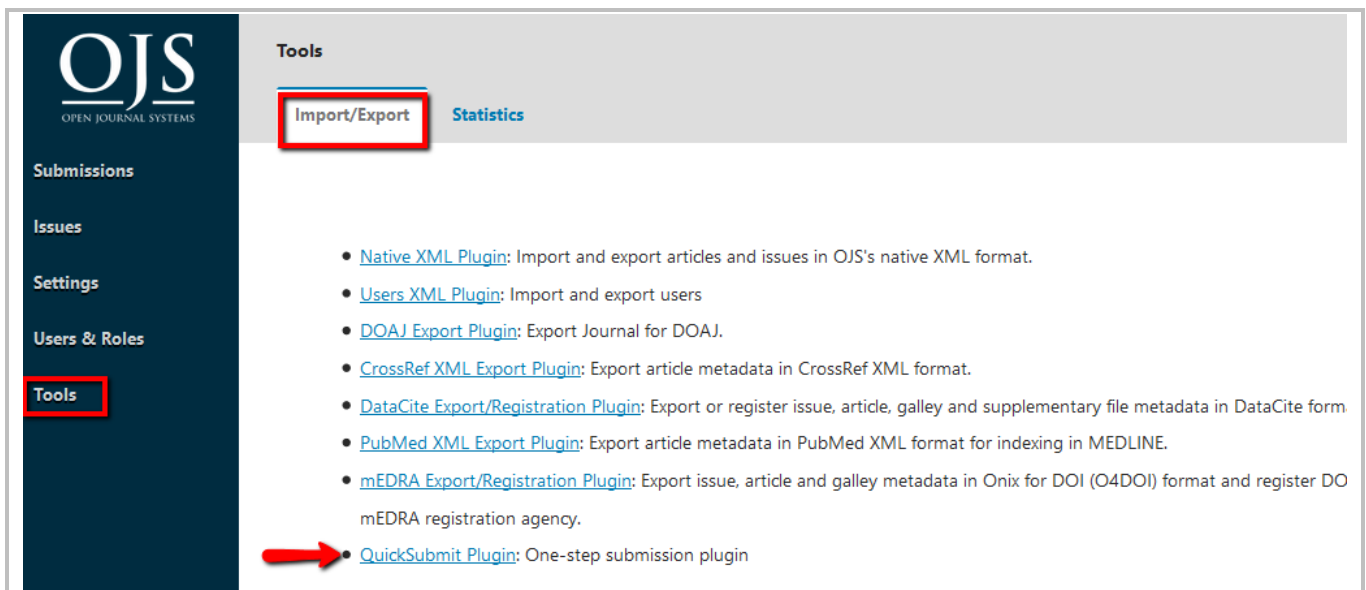 OJS
OPEN JOURNAL SYSTEMS
Submissions
Issues
Settings
Users & Roles
Tools
Tools
Import/Export
Statistics
Native XML Plugin: Import and export articles and issues in OJS's native XML format.
Users XML Plugin: Import and export users
DOAJ Export Plugin: Export Journal for DOAJ.
CrossRef XML Export Plugin: Export article metadata in CrossRef XML format.
DataCite Export/Registration Plugin: Export or register issue, article, galley and supplementary file metadata in DataCite form
PubMed XML Export Plugin: Export article metadata in PubMed XML format for indexing in MEDLINE.
mEDRA Export/Registration Plugin: Export issue, article and galley metadata in Onix for DOI (O4DOI) format and register DO
mEDRA registration agency.
QuickSubmit Plugin: One-step submission plugin